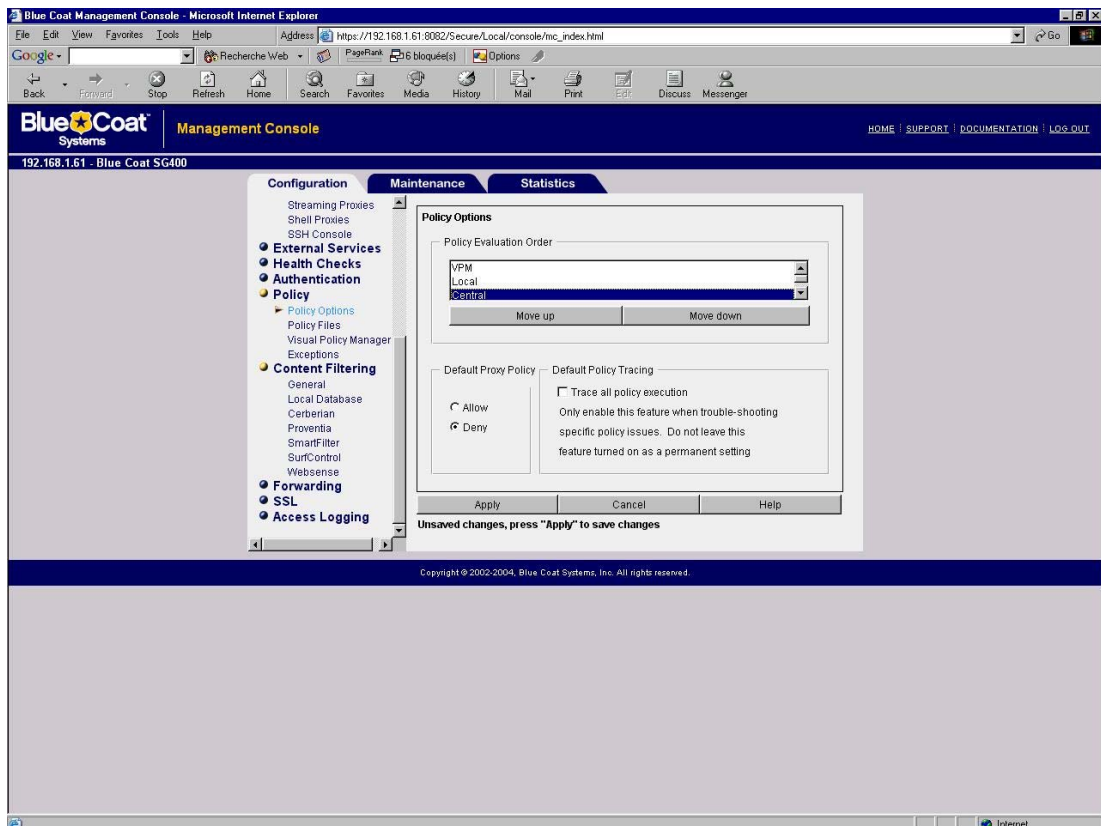 Blue Coat Management Console - Microsoft Internet Explorer
File Edit View Favorites Tools Help
Address https://192.168.1.61:8082/Secure/Local/console/mc_index.html Go
Google Recherche Web PageRank 6 bloquée(s) Options
Back Forward Stop Refresh Home Search Favorites Media History Mail Print Edit Discuss Messenger
Blue Coat
Systems
Management Console
HOME SUPPORT DOCUMENTATION LOG OUT
192.168.1.61 - Blue Coat SG400
Configuration Maintenance Statistics
Streaming Proxies
Shell Proxies
SSH Console
External Services
Health Checks
Authentication
Policy
Policy Options
Policy Files
Visual Policy Manager
Exceptions
Content Filtering
General
Local Database
Cerberian
Proventia
SmartFilter
SurfControl
Websense
Forwarding
SSL
Access Logging
Policy Options
Policy Evaluation Order
VPM
Local
Central
Move up Move down
Default Proxy Policy
Allow
Deny
Default Policy Tracing
Trace all policy execution
Only enable this feature when trouble-shooting
specific policy issues. Do not leave this
feature turned on as a permanent setting
Apply Cancel Help
Unsaved changes, press "Apply" to save changes
Copyright © 2002-2004, Blue Coat Systems, Inc. All rights reserved.
Internet